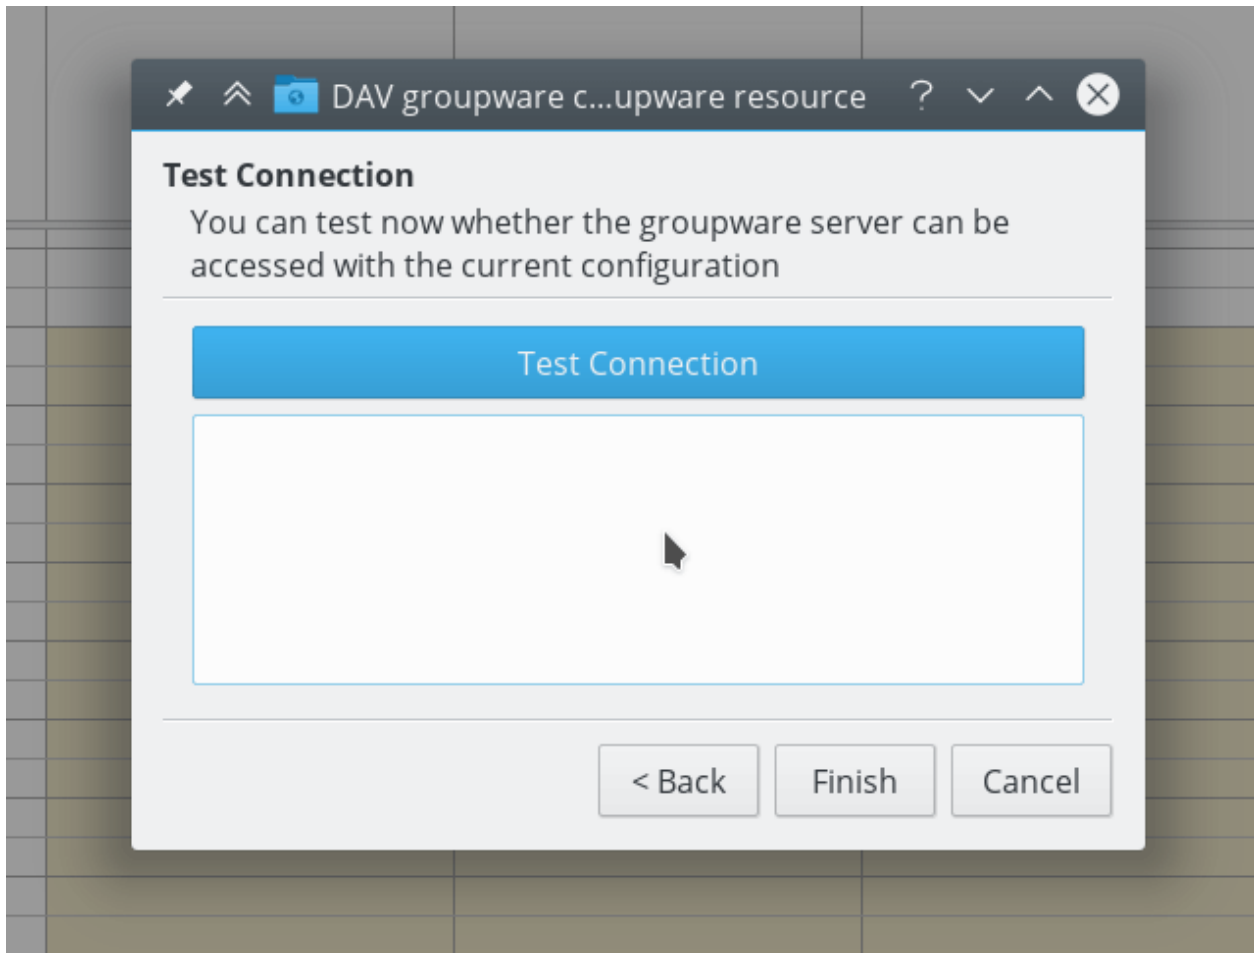 DAV groupware c...upware resource
Test Connection
You can test now whether the groupware server can be
accessed with the current configuration
Test Connection
< Back Finish Cancel